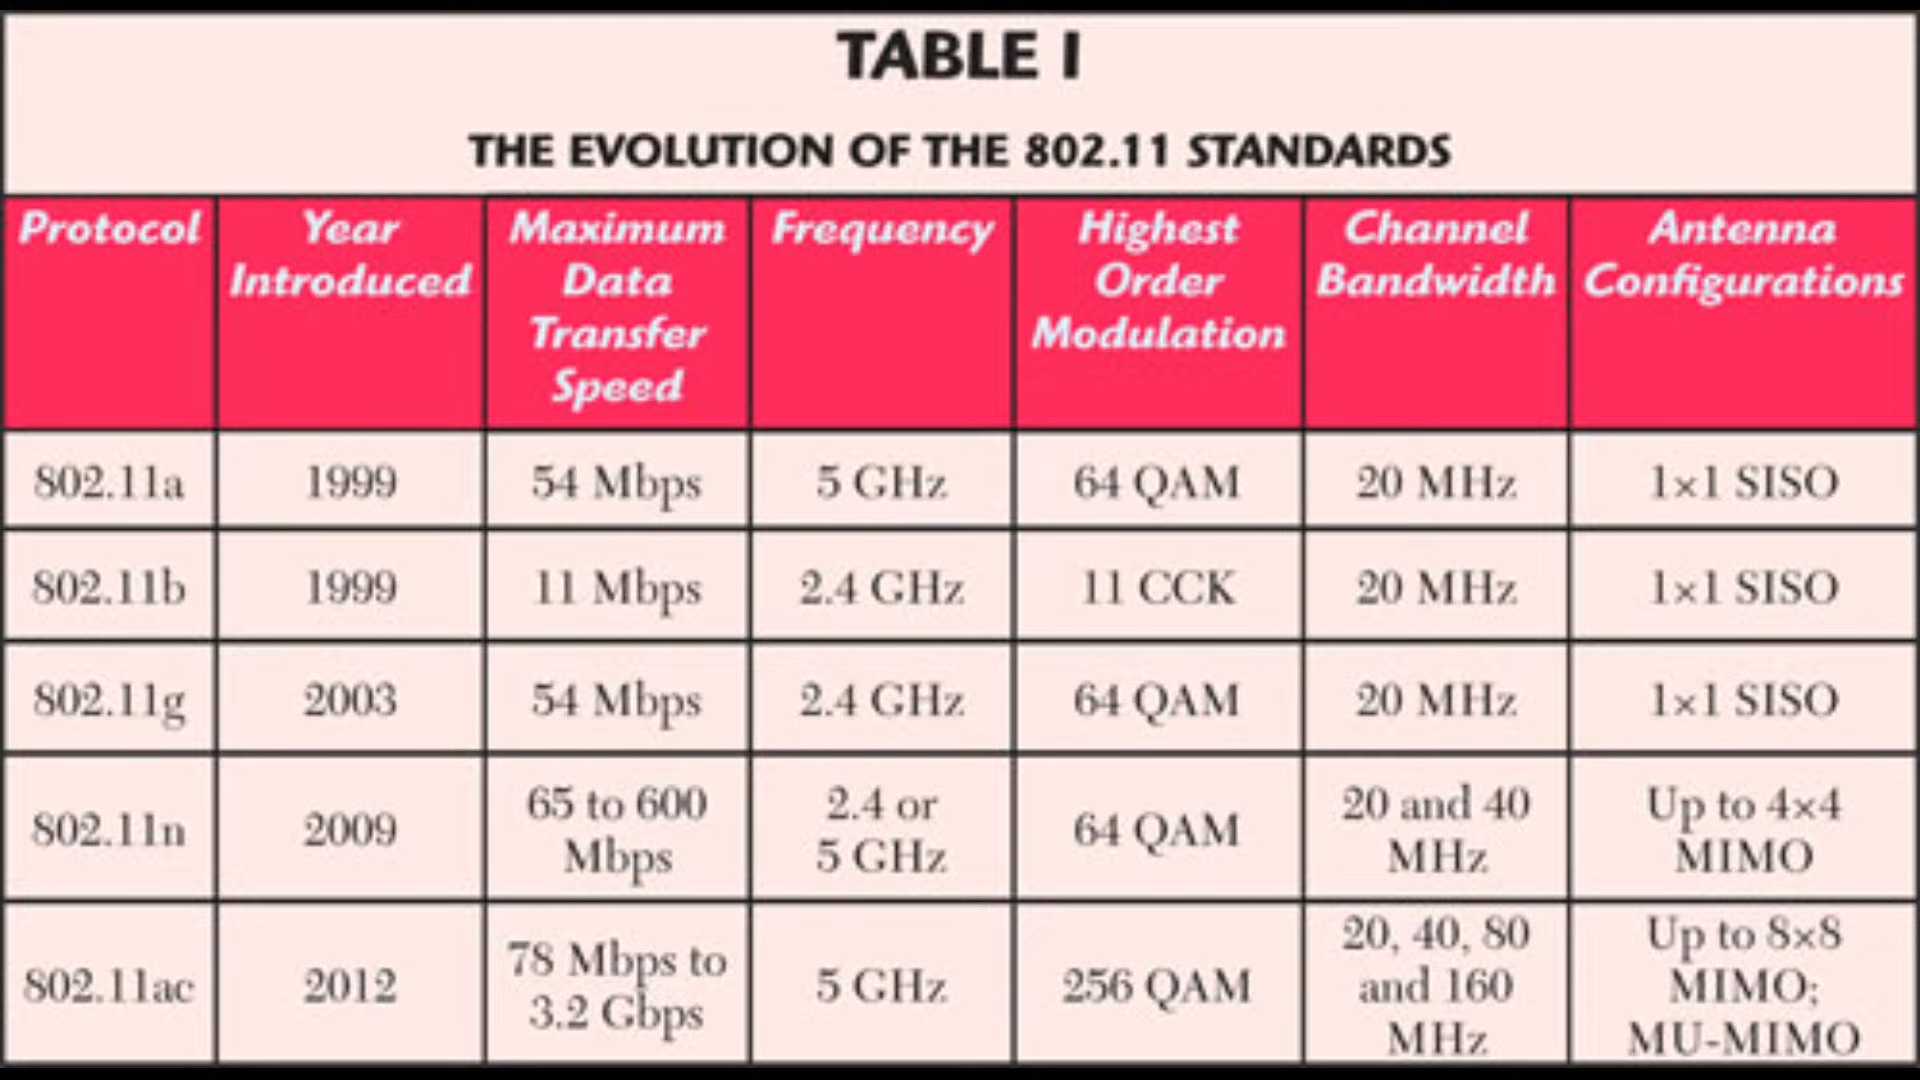 TABLE I
THE EVOLUTION OF THE 802.11 STANDARDS
Protocol
Year
Introduced
Maximum
Data
Transfer
Speed
Frequency
Highest
Order
Modulation
Channel
Bandwidth
Antenna
Configurations
802.11a
1999
54 Mbps
5 GHz
64 QAM
20 MHz
1×1 SISO
802.11b
1999
11 Mbps
2.4 GHz
11 CCK
20 MHz
1×1 SISO
802.11g
2003
54 Mbps
2.4 GHz
64 QAM
20 MHz
1×1 SISO
802.11n
2009
65 to 600
Mbps
2.4 or
5 GHz
64 QAM
20 and 40
MHz
Up to 4×4
MIMO
802.11ac
2012
78 Mbps to
3.2 Gbps
5 GHz
256 QAM
20, 40, 80
and 160
MHz
Up to 8×8
MIMO;
MU-MIMO